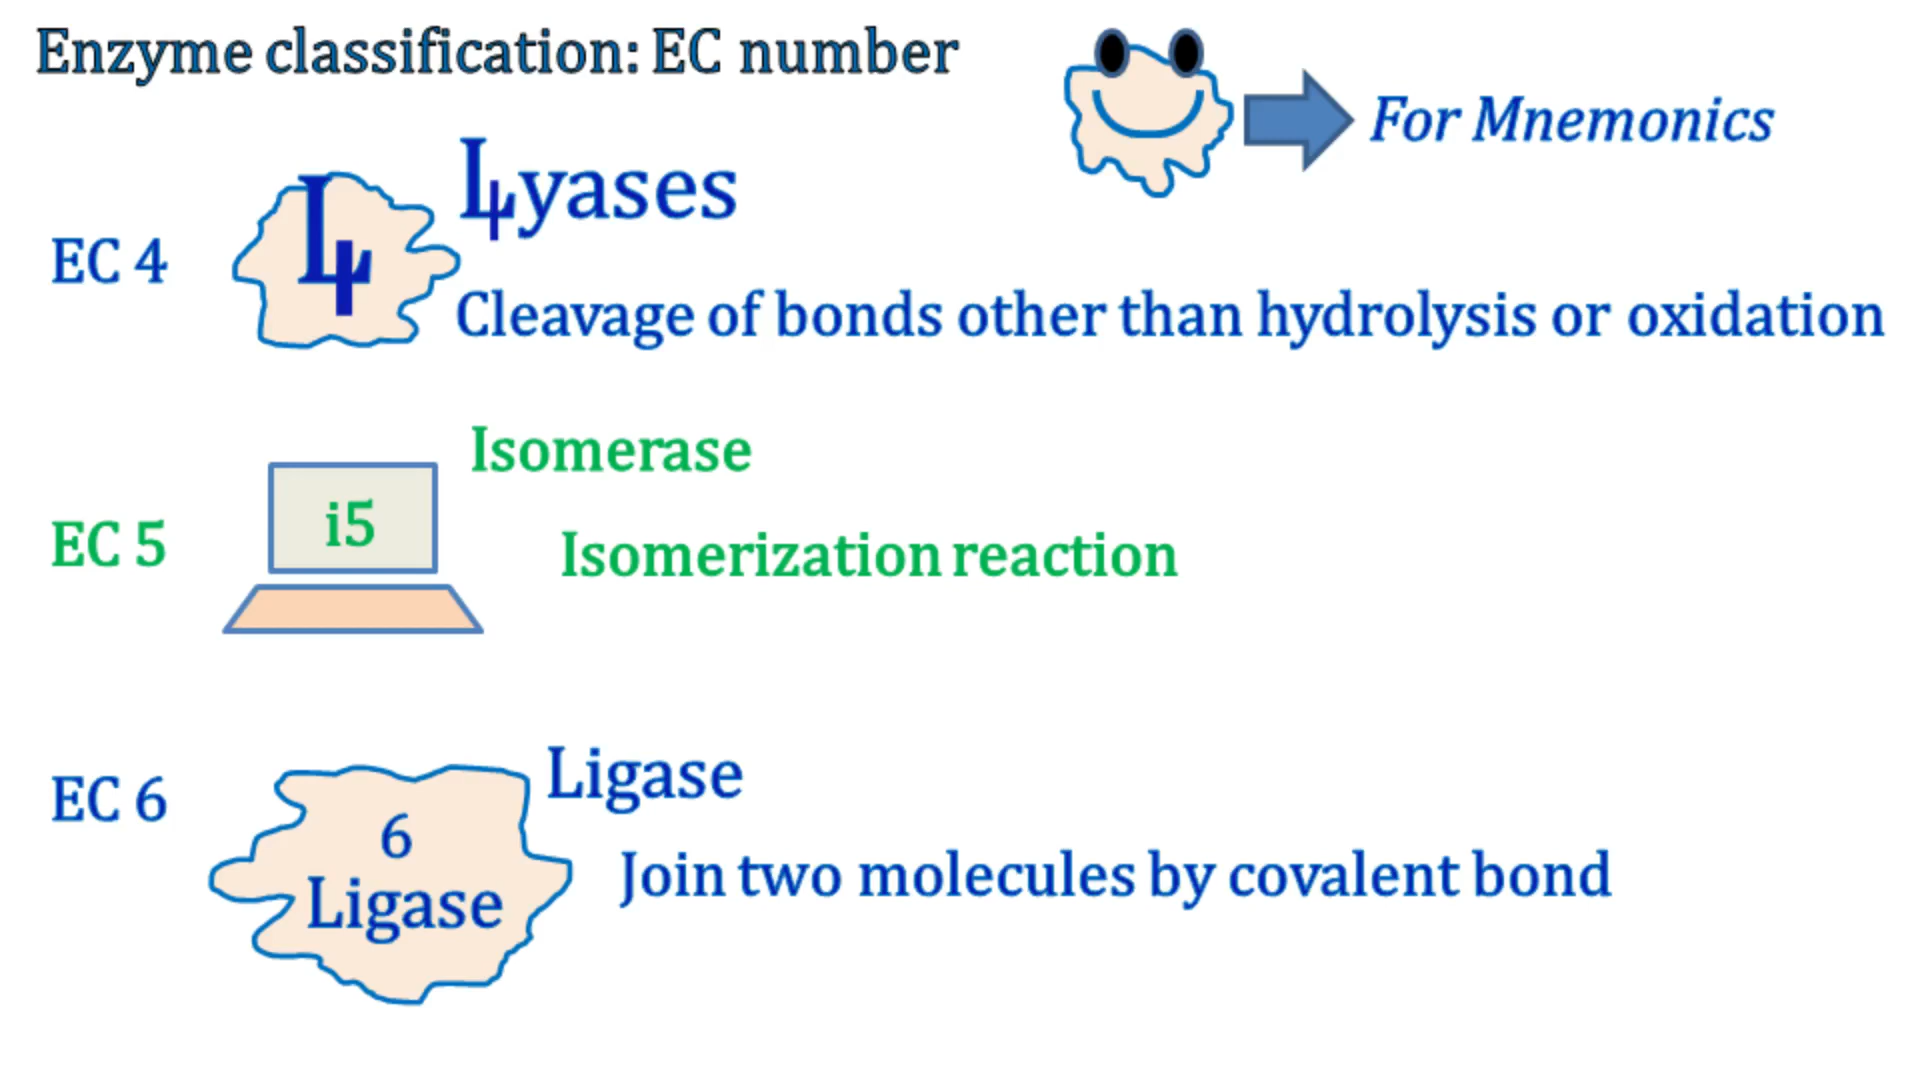 Enzyme classification: EC number
For Mnemonics
EC 4
L4
Lyases
Cleavage of bonds other than hydrolysis or oxidation
EC 5
i5
Isomerase
Isomerization reaction
EC 6
6
Ligase
Ligase
Join two molecules by covalent bond